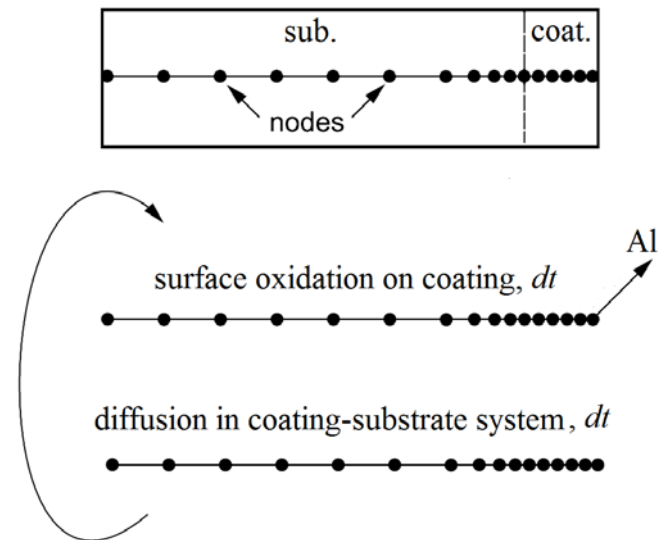 sub.
coat.
nodes
Al
surface oxidation on coating, dt
diffusion in coating-substrate system, dt